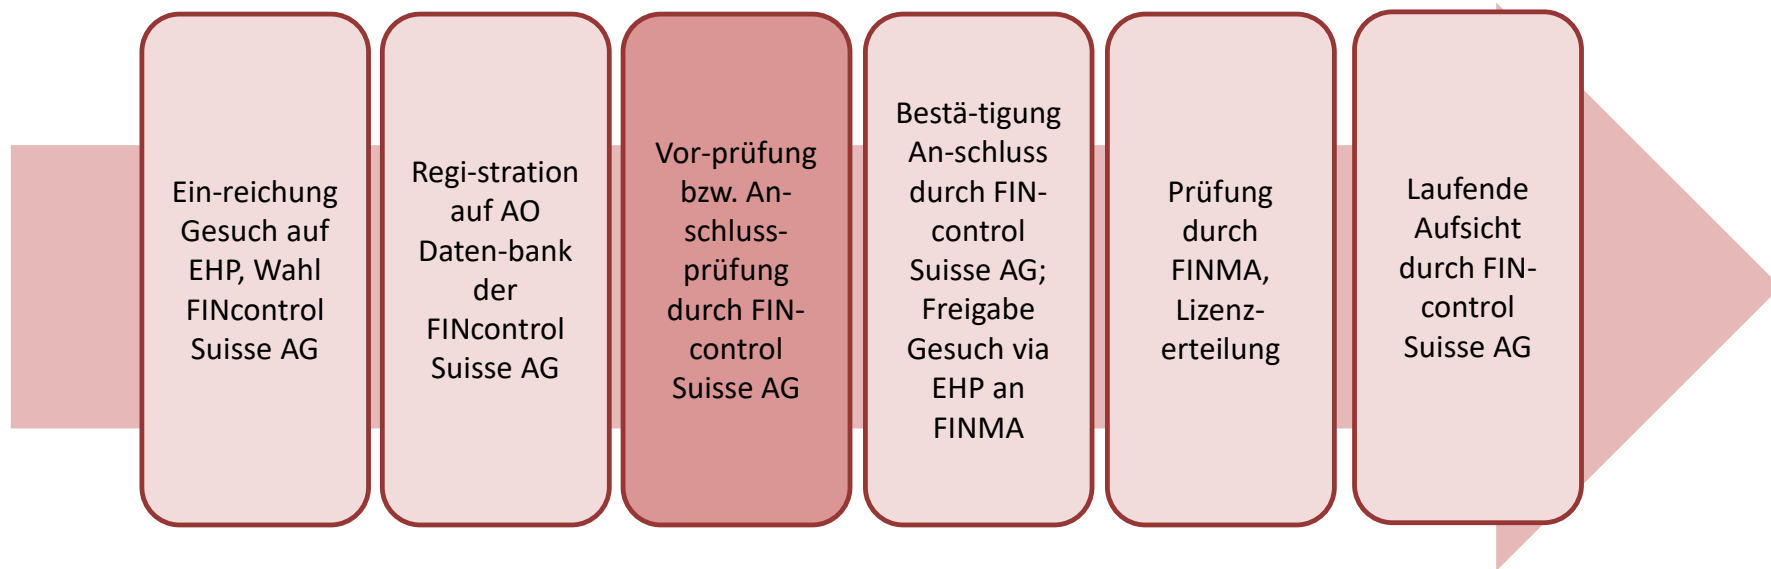 Ein-reichung
Gesuch auf
EHP, Wahl
FINcontrol
Suisse AG
Regi-stration
auf AO
Daten-bank
der
FINcontrol
Suisse AG
Vor-prüfung
bzw. An-
schluss-
prüfung
durch FIN-
control
Suisse AG
Bestä-tigung
An-schluss
durch FIN-
control
Suisse AG;
Freigabe
Gesuch via
EHP an
FINMA
Prüfung
durch
FINMA,
Lizenz-
erteilung
Laufende
Aufsicht
durch FIN-
control
Suisse AG